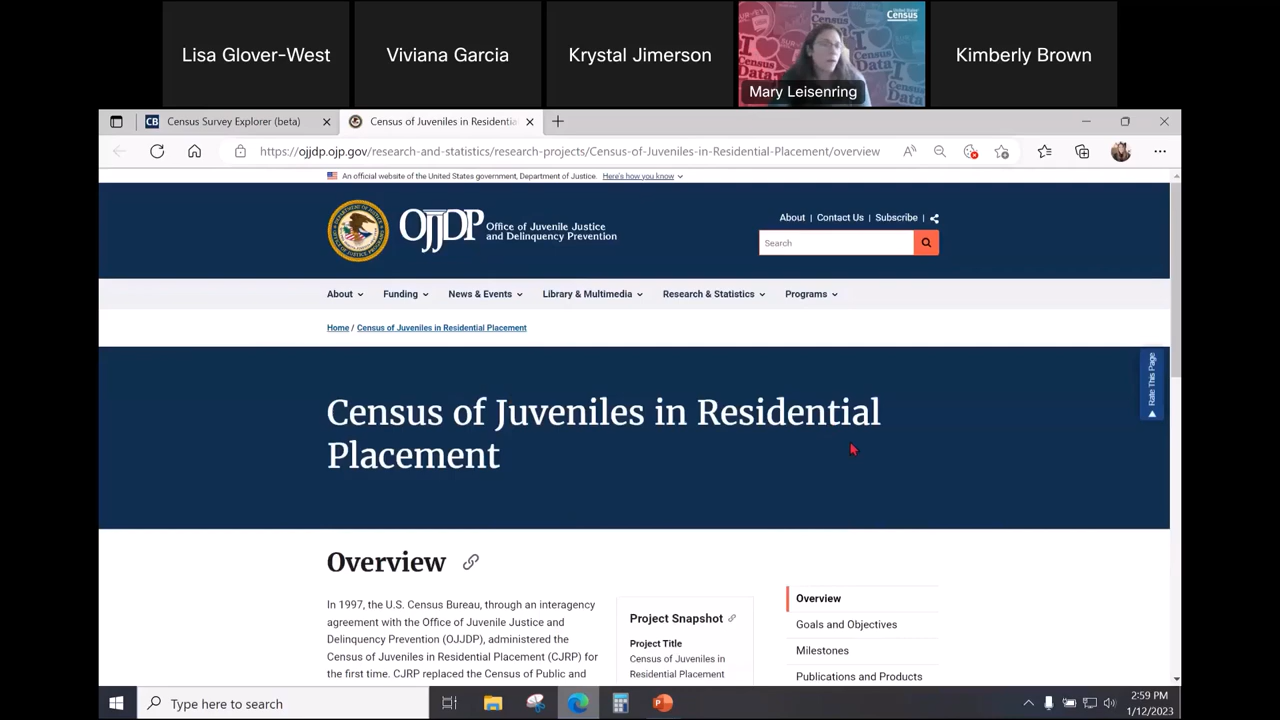 Lisa Glover-West
Viviana Garcia
Krystal Jimerson
United States
Census
I
Census
Data
Mary Leisenring
Kimberly Brown
CB Census Survey Explorer (beta)
Census of Juveniles in Residentia
https://ojjdp.ojp.gov/research-and-statistics/research-projects/Census-of-Juveniles-in-Residential-Placement/overview
An official website of the United States government, Department of Justice. Here's how you know
OJJDP Office of Juvenile Justice
and Delinquency Prevention
About | Contact Us | Subscribe |
Search
About Funding News & Events Library & Multimedia Research & Statistics Programs
Home / Census of Juveniles in Residential Placement
Rate This Page
Census of Juveniles in Residential
Placement
Overview
In 1997, the U.S. Census Bureau, through an interagency
agreement with the Office of Juvenile Justice and
Delinquency Prevention (OJJDP), administered the
Census of Juveniles in Residential Placement (CJRP) for
the first time. CJRP replaced the Census of Public and
Project Snapshot
Project Title
Census of Juveniles in
Residential Placement
Overview
Goals and Objectives
Milestones
Publications and Products
Type here to search
2:59 PM
1/12/2023